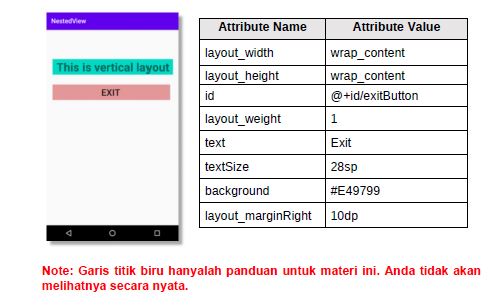 NestedView
This is vertical layout
EXIT
Attribute Name Attribute Value
layout_width wrap_content
layout_height wrap_content
id @+id/exitButton
layout_weight 1
text Exit
textSize 28sp
background #E49799
layout_marginRight 10dp
Note: Garis titik biru hanyalah panduan untuk materi ini. Anda tidak akan
melihatnya secara nyata.